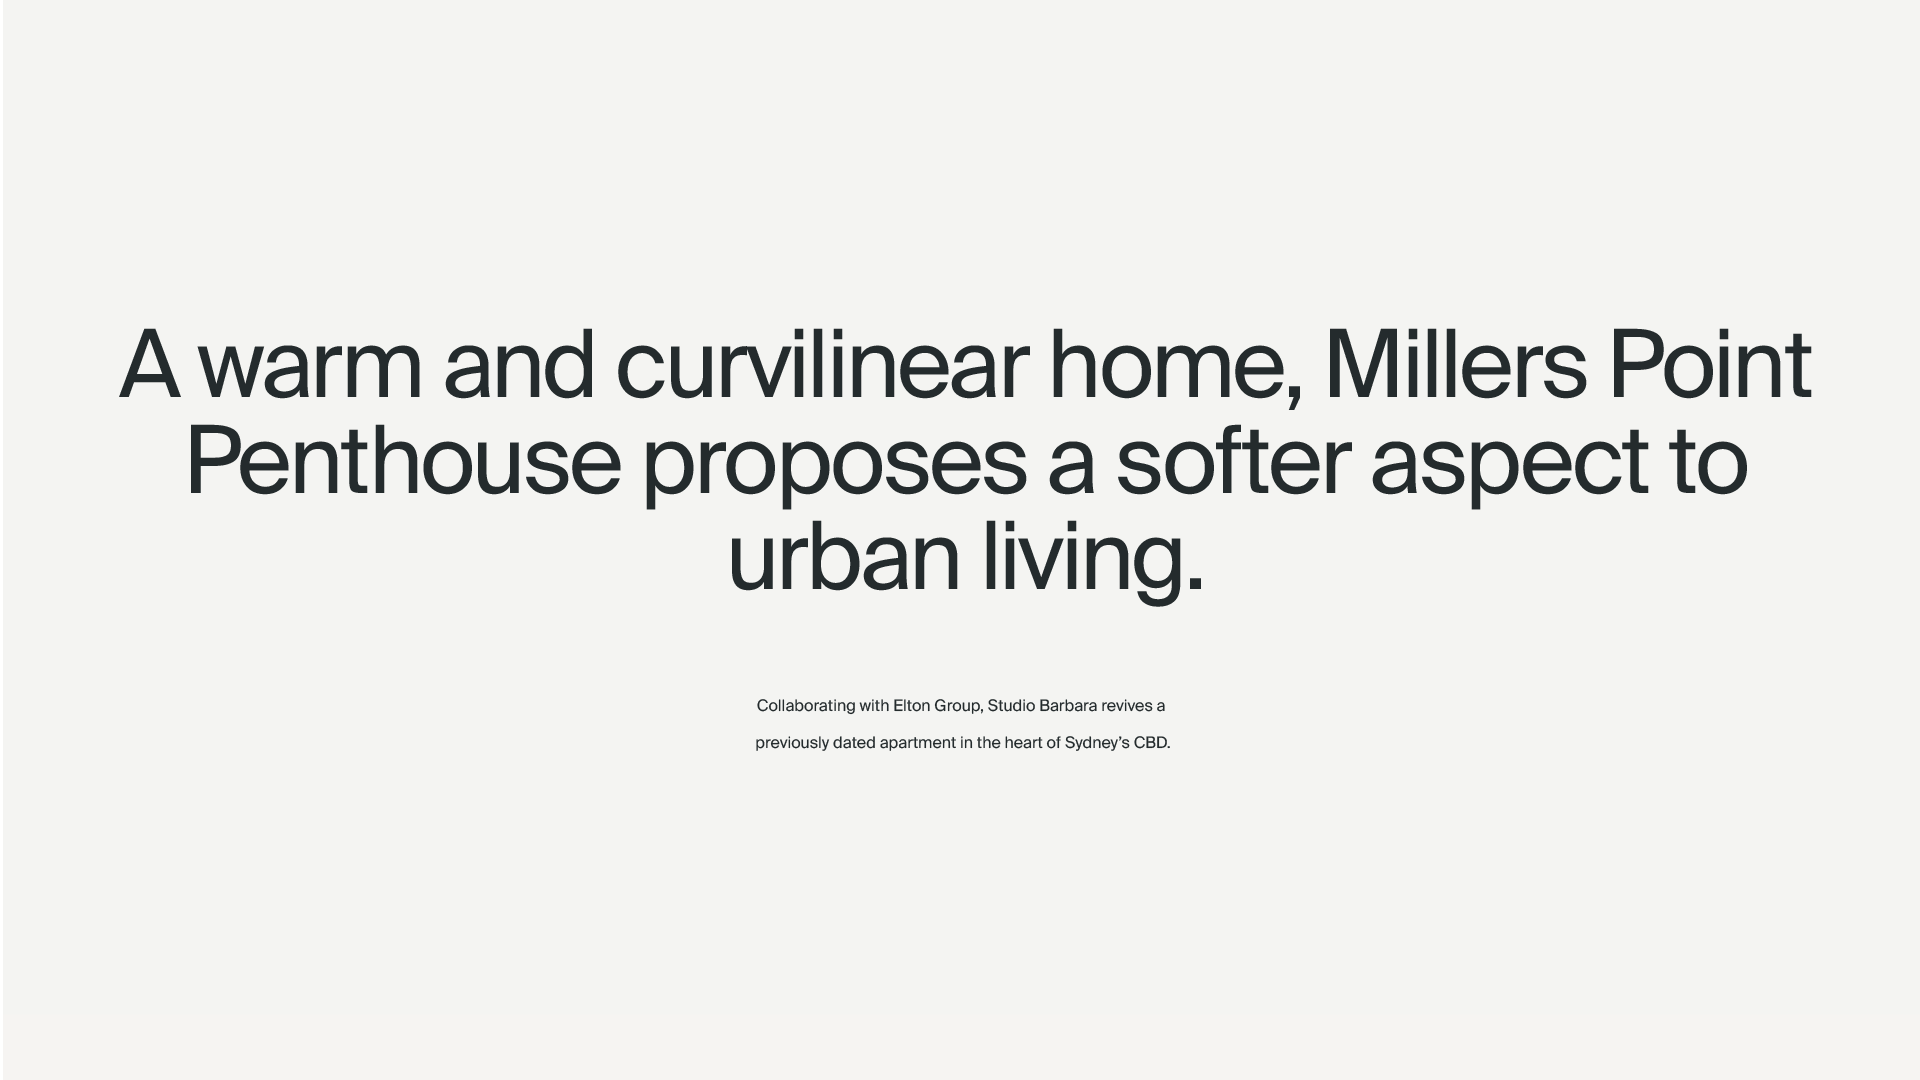 A warm and curvilinear home, Millers Point
Penthouse proposes a softer aspect to
urban living.
Collaborating with Elton Group, Studio Barbara revives a
previously dated apartment in the heart of Sydney’s CBD.